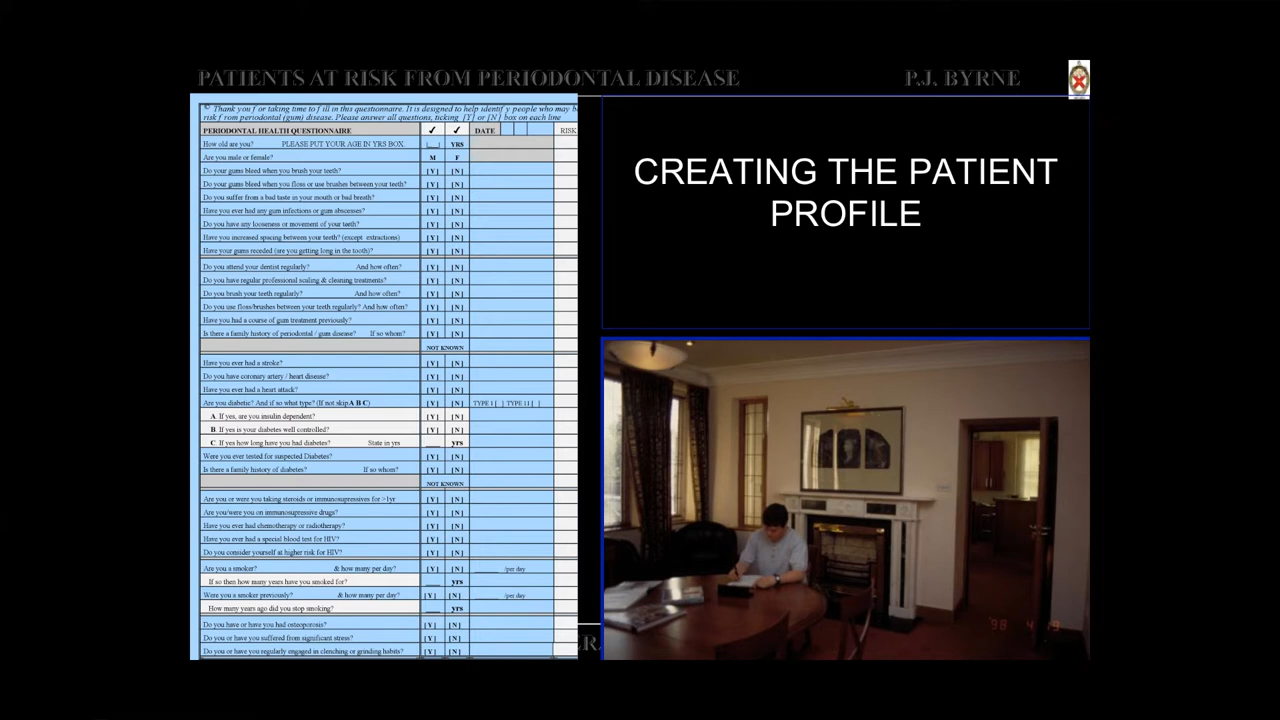 PATIENTS AT RISK FROM PERIODONTAL DISEASE P.J. BYRNE
© Thank you for taking time to fill in this questionnaire. It is designed to help identify people who may be
risk from periodontal (gum) disease. Please answer all questions, ticking [Y] or [N] box on each line
PERIODONTAL HEALTH QUESTIONNAIRE ✓ ✓ DATE RISK
How old are you? PLEASE PUT YOUR AGE IN YRS BOX. [__] YRS
Are you male or female? M F
Do your gums bleed when you brush your teeth? [Y] [N]
Do your gums bleed when you floss or use brushes between your teeth? [Y] [N]
Do you suffer from a bad taste in your mouth or bad breath? [Y] [N]
Have you ever had any gum infections or gum abscesses? [Y] [N]
Do you have any looseness or movement of your teeth? [Y] [N]
Have you increased spacing between your teeth? (except extractions) [Y] [N]
Have your gums receded (are you getting long in the tooth)? [Y] [N]
Do you attend your dentist regularly? And how often? [Y] [N]
Do you have regular professional scaling & cleaning treatments? [Y] [N]
Do you brush your teeth regularly? And how often? [Y] [N]
Do you use floss/brushes between your teeth regularly? And how often? [Y] [N]
Have you had a course of gum treatment previously? [Y] [N]
Is there a family history of periodontal / gum disease? If so whom? [Y] [N]
NOT KNOWN
Have you ever had a stroke? [Y] [N]
Do you have coronary artery / heart disease? [Y] [N]
Have you ever had a heart attack? [Y] [N]
Are you diabetic? And if so what type? (If not skip A B C) [Y] [N] TYPE I [ ] TYPE II [ ]
A. If yes, are you insulin dependent? [Y] [N]
B. If yes is your diabetes well controlled? [Y] [N]
C. If yes how long have you had diabetes? State in yrs ___ yrs
Were you ever tested for suspected Diabetes? [Y] [N]
Is there a family history of diabetes? If so whom? [Y] [N]
NOT KNOWN
Are you or were you taking steroids or immunosupressives for >1yr [Y] [N]
Are you/were you on immunosupressive drugs? [Y] [N]
Have you ever had chemotherapy or radiotherapy? [Y] [N]
Have you ever had a special blood test for HIV? [Y] [N]
Do you consider yourself at higher risk for HIV? [Y] [N]
Are you a smoker? & how many per day? [Y] [N] ______ /per day
If so then how many years have you smoked for? ___ yrs
Were you a smoker previously? & how many per day? [Y] [N] ______ /per day
How many years ago did you stop smoking? ___ yrs
Do you have or have you had osteoporosis? [Y] [N]
Do you or have you suffered from significant stress? [Y] [N]
Do you or have you regularly engaged in clenching or grinding habits? [Y] [N]
CREATING THE PATIENT
PROFILE
'98 4 19